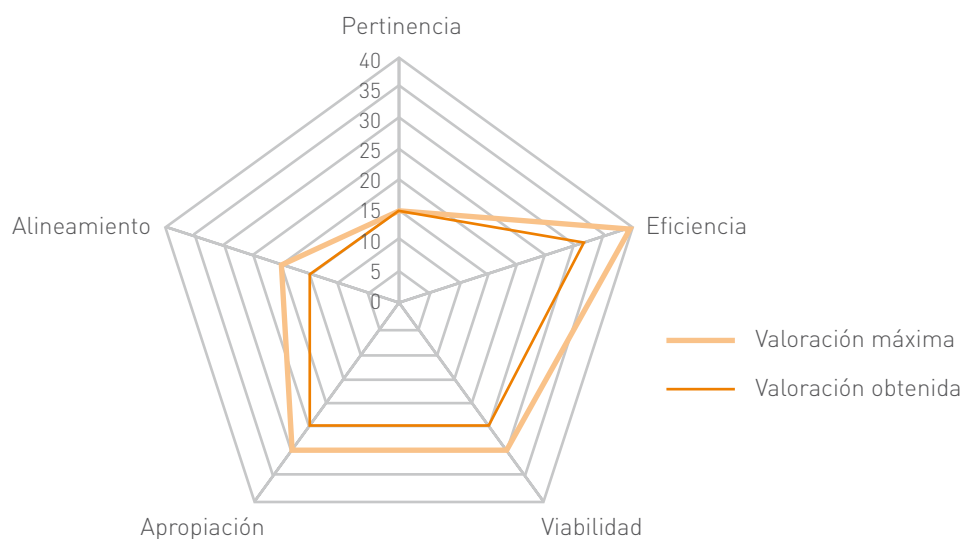 Pertinencia
40
35
30
25
20
15
10
5
0
Alineamiento
Eficiencia
Valoración máxima
Valoración obtenida
Apropiación
Viabilidad